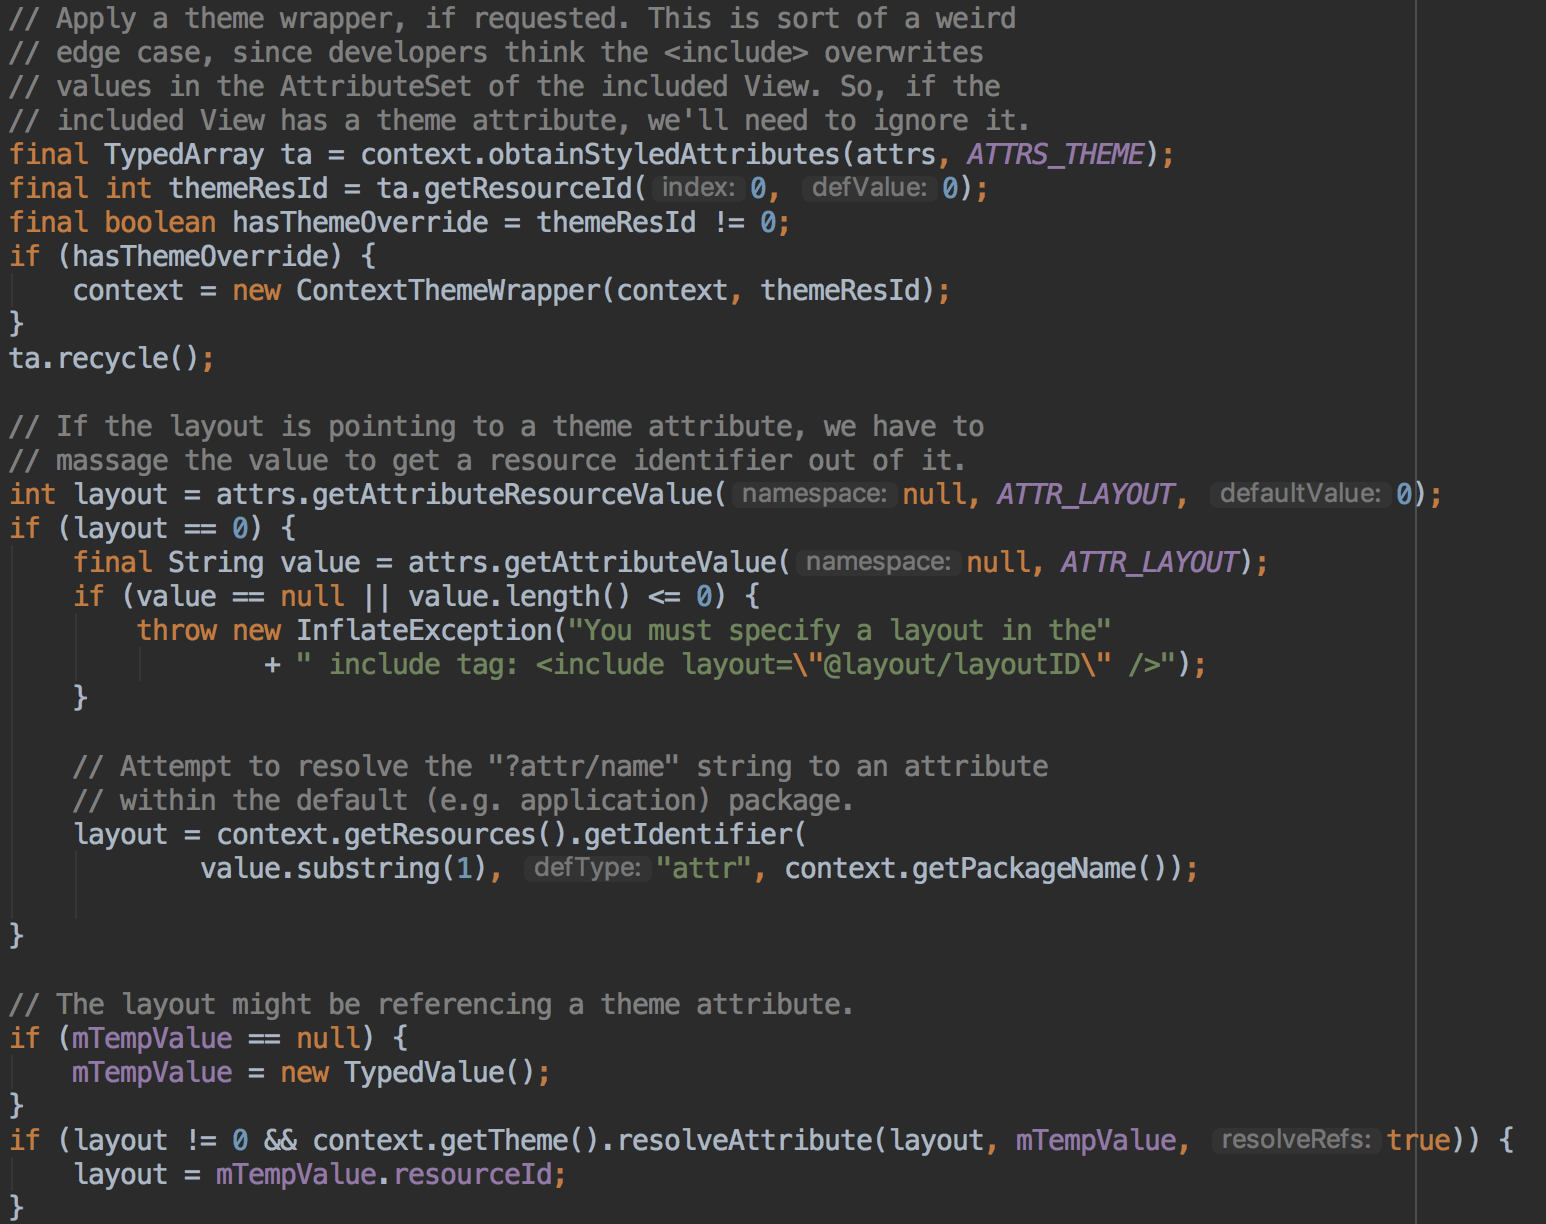 // Apply a theme wrapper, if requested. This is sort of a weird
// edge case, since developers think the <include> overwrites
// values in the AttributeSet of the included View. So, if the
// included View has a theme attribute, we'll need to ignore it.
final TypedArray ta = context.obtainStyledAttributes(attrs, ATTRS_THEME);
final int themeResId = ta.getResourceId( index: 0, defValue: 0);
final boolean hasThemeOverride = themeResId != 0;
if (hasThemeOverride) {
    context = new ContextThemeWrapper(context, themeResId);
}
ta.recycle();

// If the layout is pointing to a theme attribute, we have to
// massage the value to get a resource identifier out of it.
int layout = attrs.getAttributeResourceValue( namespace: null, ATTR_LAYOUT, defaultValue: 0);
if (layout == 0) {
    final String value = attrs.getAttributeValue( namespace: null, ATTR_LAYOUT);
    if (value == null || value.length() <= 0) {
        throw new InflateException("You must specify a layout in the"
                + " include tag: <include layout=\"@layout/layoutID\" />");
    }

    // Attempt to resolve the "?attr/name" string to an attribute
    // within the default (e.g. application) package.
    layout = context.getResources().getIdentifier(
            value.substring(1), defType: "attr", context.getPackageName());

}

// The layout might be referencing a theme attribute.
if (mTempValue == null) {
    mTempValue = new TypedValue();
}
if (layout != 0 && context.getTheme().resolveAttribute(layout, mTempValue, resolveRefs: true)) {
    layout = mTempValue.resourceId;
}